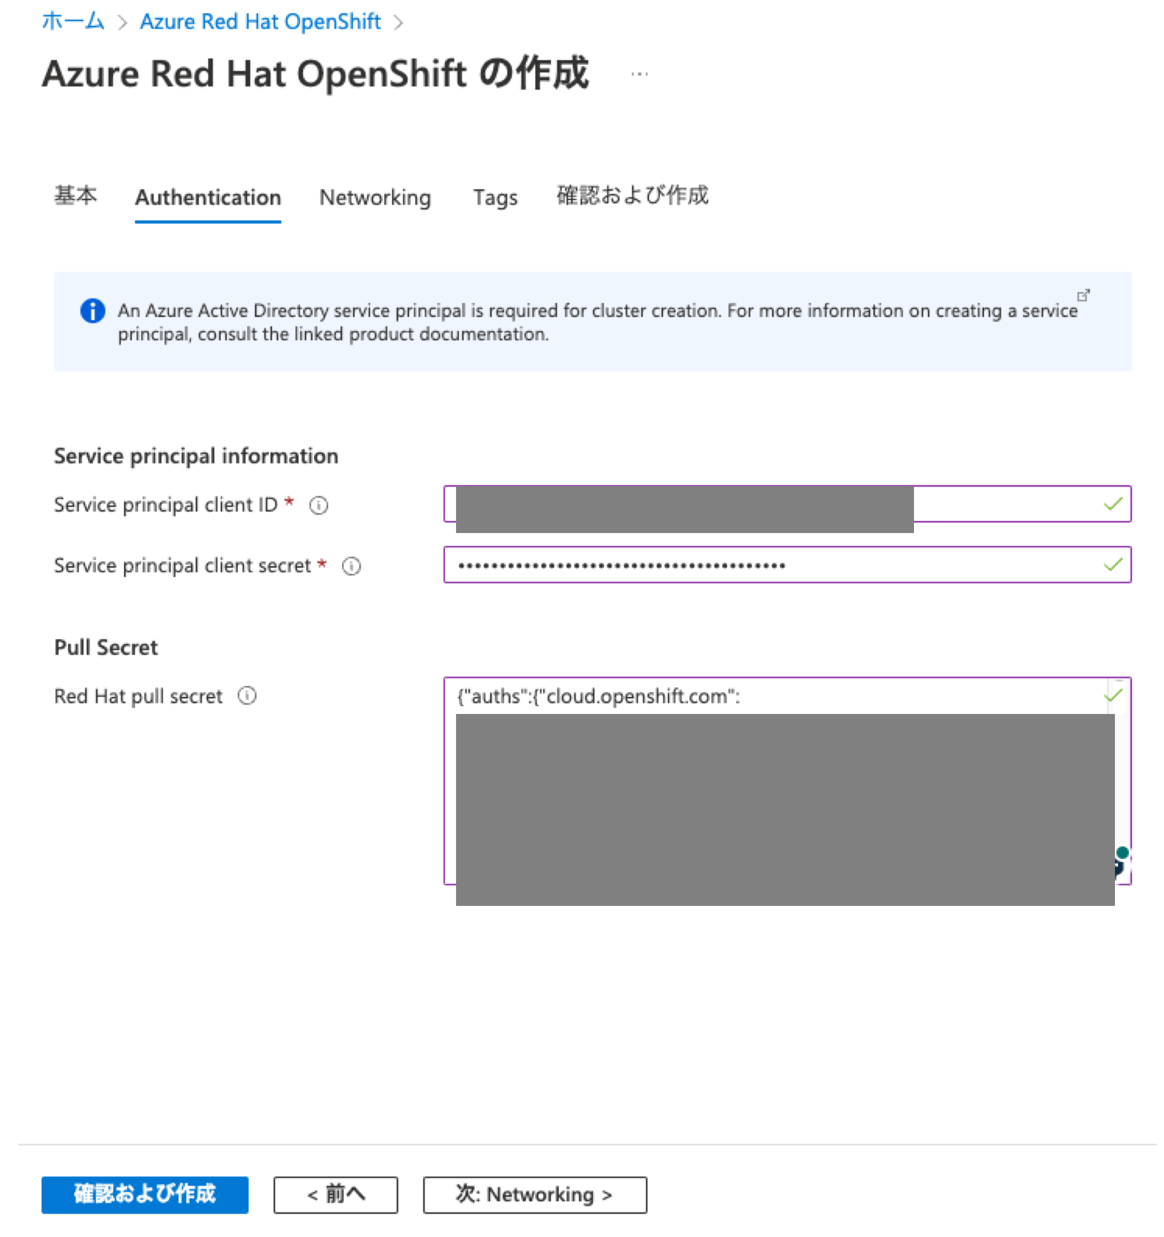 ホーム > Azure Red Hat OpenShift >
Azure Red Hat OpenShift の作成 ...
基本 Authentication Networking Tags 確認および作成
An Azure Active Directory service principal is required for cluster creation. For more information on creating a service
principal, consult the linked product documentation.
Service principal information
Service principal client ID *
Service principal client secret *
••••••••••••••••••••••••••••••••••••••••
Pull Secret
Red Hat pull secret
{"auths":{"cloud.openshift.com":
確認および作成
< 前へ
次: Networking >